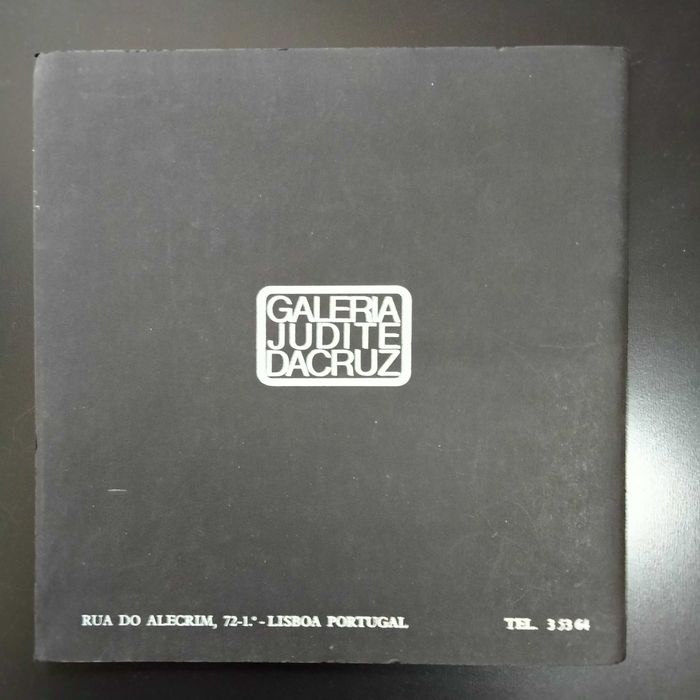 GALERIA
JUDITE
DACRUZ
RUA DO ALECRIM, 72-1.º - LISBOA PORTUGAL
TEL. 3 53 64